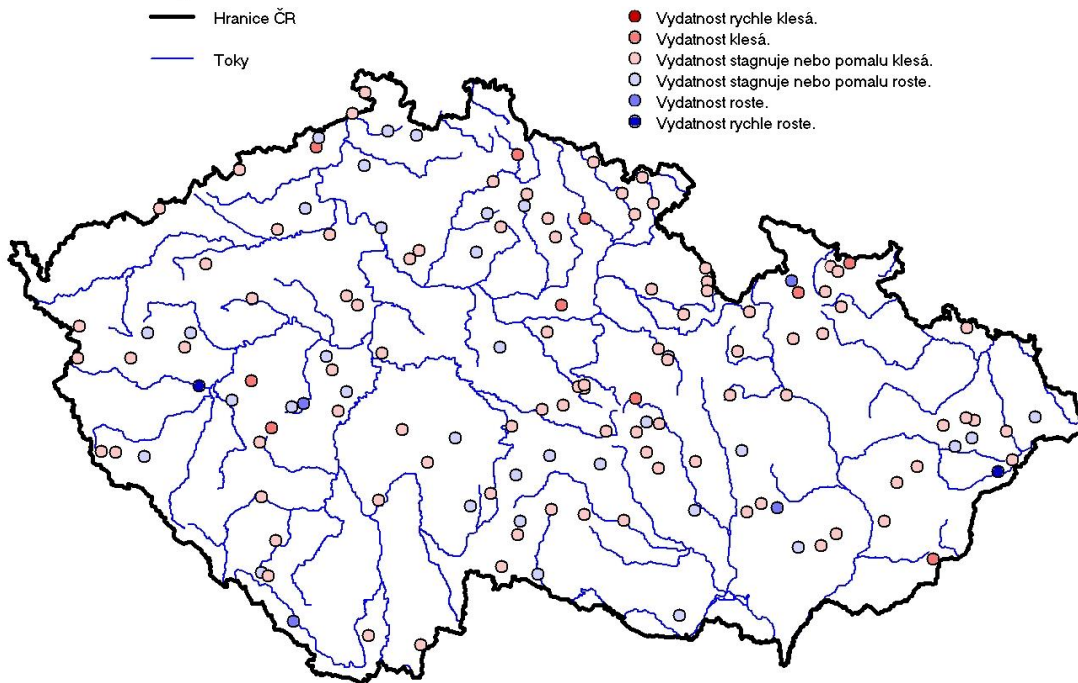 Hranice ČR
Toky
Vydatnost rychle klesá.
Vydatnost klesá.
Vydatnost stagnuje nebo pomalu klesá.
Vydatnost stagnuje nebo pomalu roste.
Vydatnost roste.
Vydatnost rychle roste.